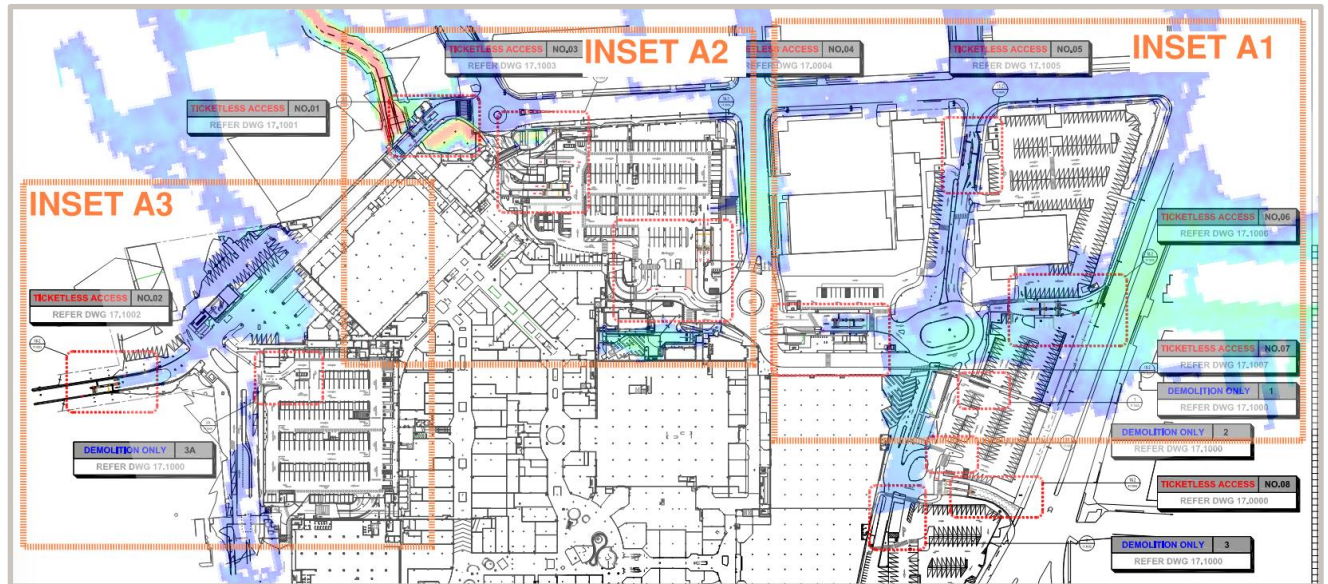 TICKETLESS ACCESS NO.03
REFER DWG 17.1003
INSET A2
TICKETLESS ACCESS NO.04
REFER DWG 17.0004
TICKETLESS ACCESS NO.05
REFER DWG 17.1005
INSET A1
TICKETLESS ACCESS NO.01
REFER DWG 17.1001
INSET A3
TICKETLESS ACCESS NO.06
REFER DWG 17.1006
TICKETLESS ACCESS NO.02
REFER DWG 17.1002
TICKETLESS ACCESS NO.07
REFER DWG 17.1007
DEMOLITION ONLY 1
REFER DWG 17.1000
DEMOLITION ONLY 2
REFER DWG 17.1000
DEMOLITION ONLY 3A
REFER DWG 17.1000
TICKETLESS ACCESS NO.08
REFER DWG 17.0000
DEMOLITION ONLY 3
REFER DWG 17.1000